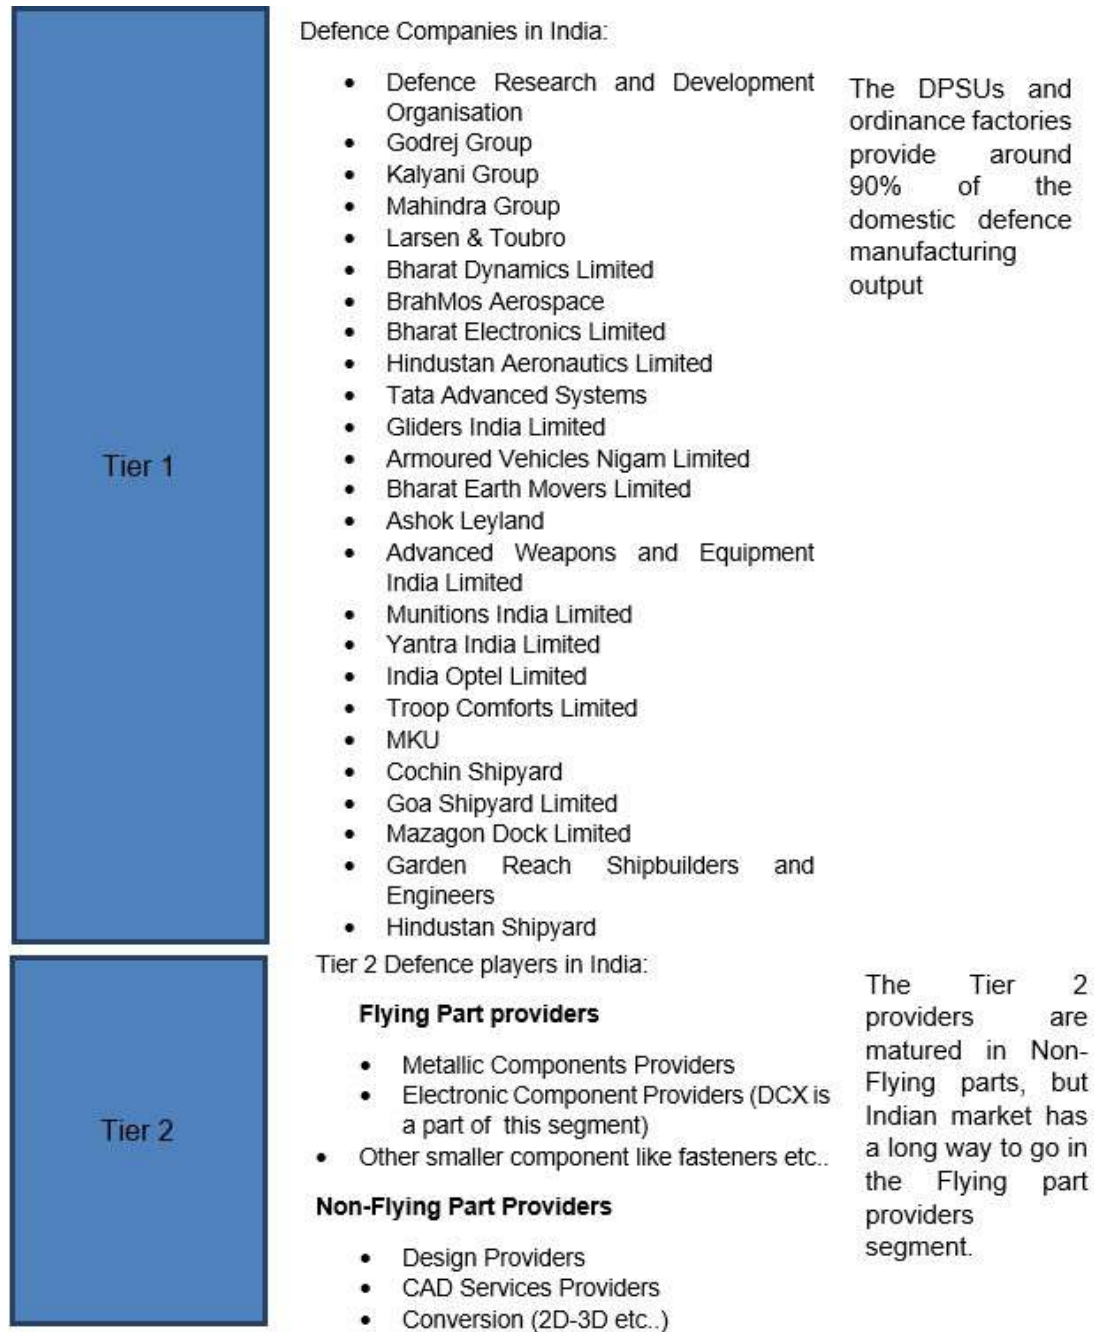 Tier 1
Defence Companies in India:
• Defence Research and Development
Organisation
• Godrej Group
• Kalyani Group
• Mahindra Group
• Larsen & Toubro
• Bharat Dynamics Limited
• BrahMos Aerospace
• Bharat Electronics Limited
• Hindustan Aeronautics Limited
• Tata Advanced Systems
• Gliders India Limited
• Armoured Vehicles Nigam Limited
• Bharat Earth Movers Limited
• Ashok Leyland
• Advanced Weapons and Equipment
India Limited
• Munitions India Limited
• Yantra India Limited
• India Optel Limited
• Troop Comforts Limited
• MKU
• Cochin Shipyard
• Goa Shipyard Limited
• Mazagon Dock Limited
• Garden Reach Shipbuilders and
Engineers
• Hindustan Shipyard
The DPSUs and
ordinance factories
provide around
90% of the
domestic defence
manufacturing
output
Tier 2
Tier 2 Defence players in India:
Flying Part providers
• Metallic Components Providers
• Electronic Component Providers (DCX is
a part of this segment)
• Other smaller component like fasteners etc..
Non-Flying Part Providers
• Design Providers
• CAD Services Providers
• Conversion (2D-3D etc..)
The Tier 2
providers are
matured in Non-
Flying parts, but
Indian market has
a long way to go in
the Flying part
providers
segment.